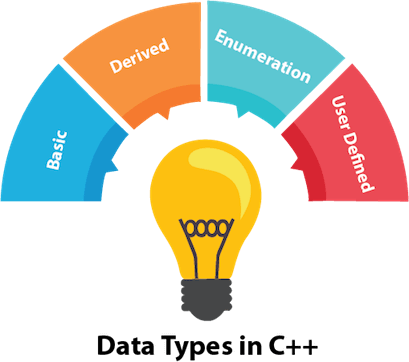 Basic
Derived
Enumeration
User Defined
Data Types in C++